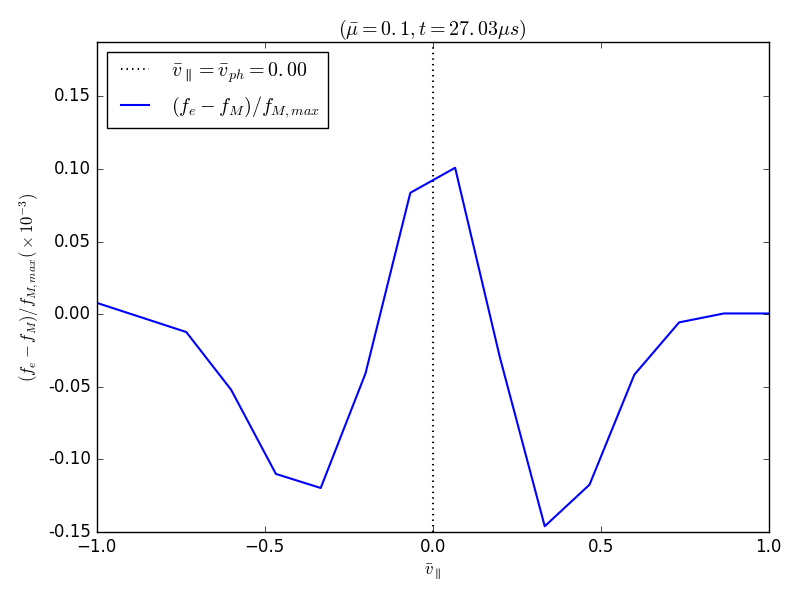 (μ̄ = 0.1, t = 27.03μs)
v̄∥ = v̄ph = 0.00
(fe − fM)/fM,max
(fe − fM)/fM,max(×10⁻³)
0.15
0.10
0.05
0.00
-0.05
-0.10
-0.15
−1.0 −0.5 0.0 0.5 1.0
v̄∥